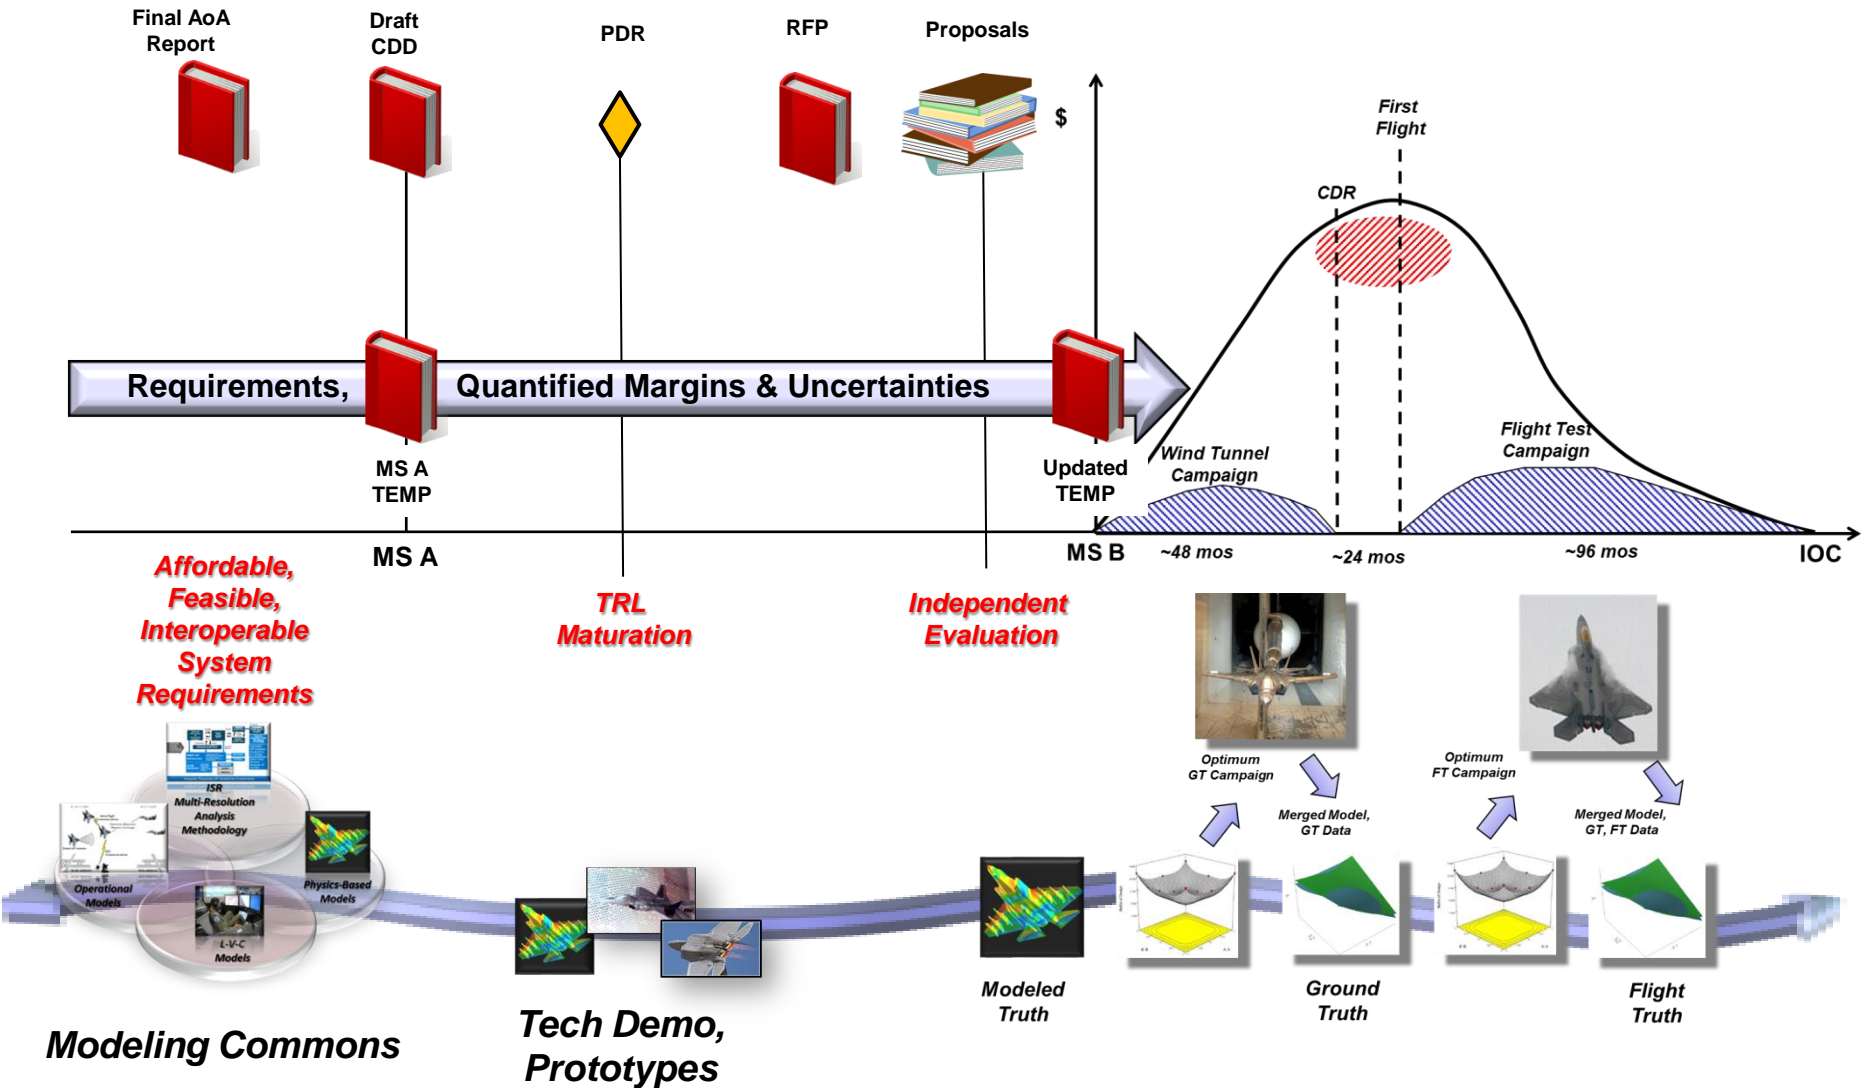 Final AoA
Report
Draft
CDD
PDR
RFP
Proposals
$
First
Flight
CDR
Requirements,
Quantified Margins & Uncertainties
MS A
TEMP
Updated
TEMP
Wind Tunnel
Campaign
Flight Test
Campaign
MS A
MS B
~48 mos
~24 mos
~96 mos
IOC
Affordable,
Feasible,
Interoperable
System
Requirements
TRL
Maturation
Independent
Evaluation
ISR
Multi-Resolution
Analysis
Methodology
Operational
Models
Physics-Based
Models
L-V-C
Models
Optimum
GT Campaign
Merged Model,
GT Data
Optimum
FT Campaign
Merged Model,
GT, FT Data
Modeled
Truth
Ground
Truth
Flight
Truth
Modeling Commons
Tech Demo,
Prototypes